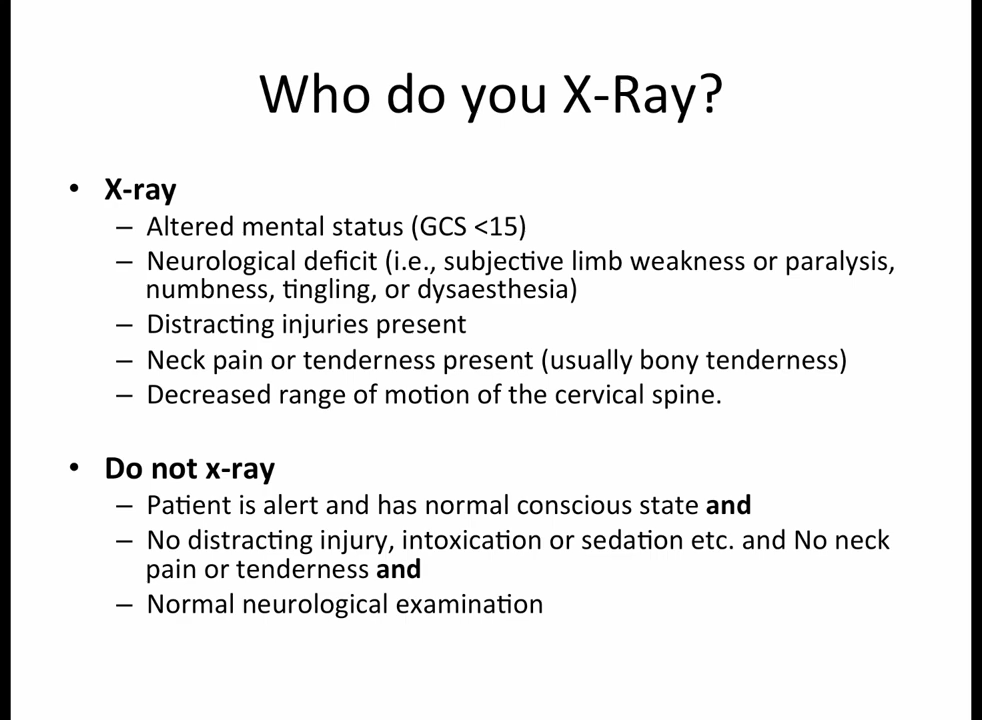 Who do you X-Ray?
• X-ray
– Altered mental status (GCS <15)
– Neurological deficit (i.e., subjective limb weakness or paralysis,
numbness, tingling, or dysaesthesia)
– Distracting injuries present
– Neck pain or tenderness present (usually bony tenderness)
– Decreased range of motion of the cervical spine.
• Do not x-ray
– Patient is alert and has normal conscious state and
– No distracting injury, intoxication or sedation etc. and No neck
pain or tenderness and
– Normal neurological examination